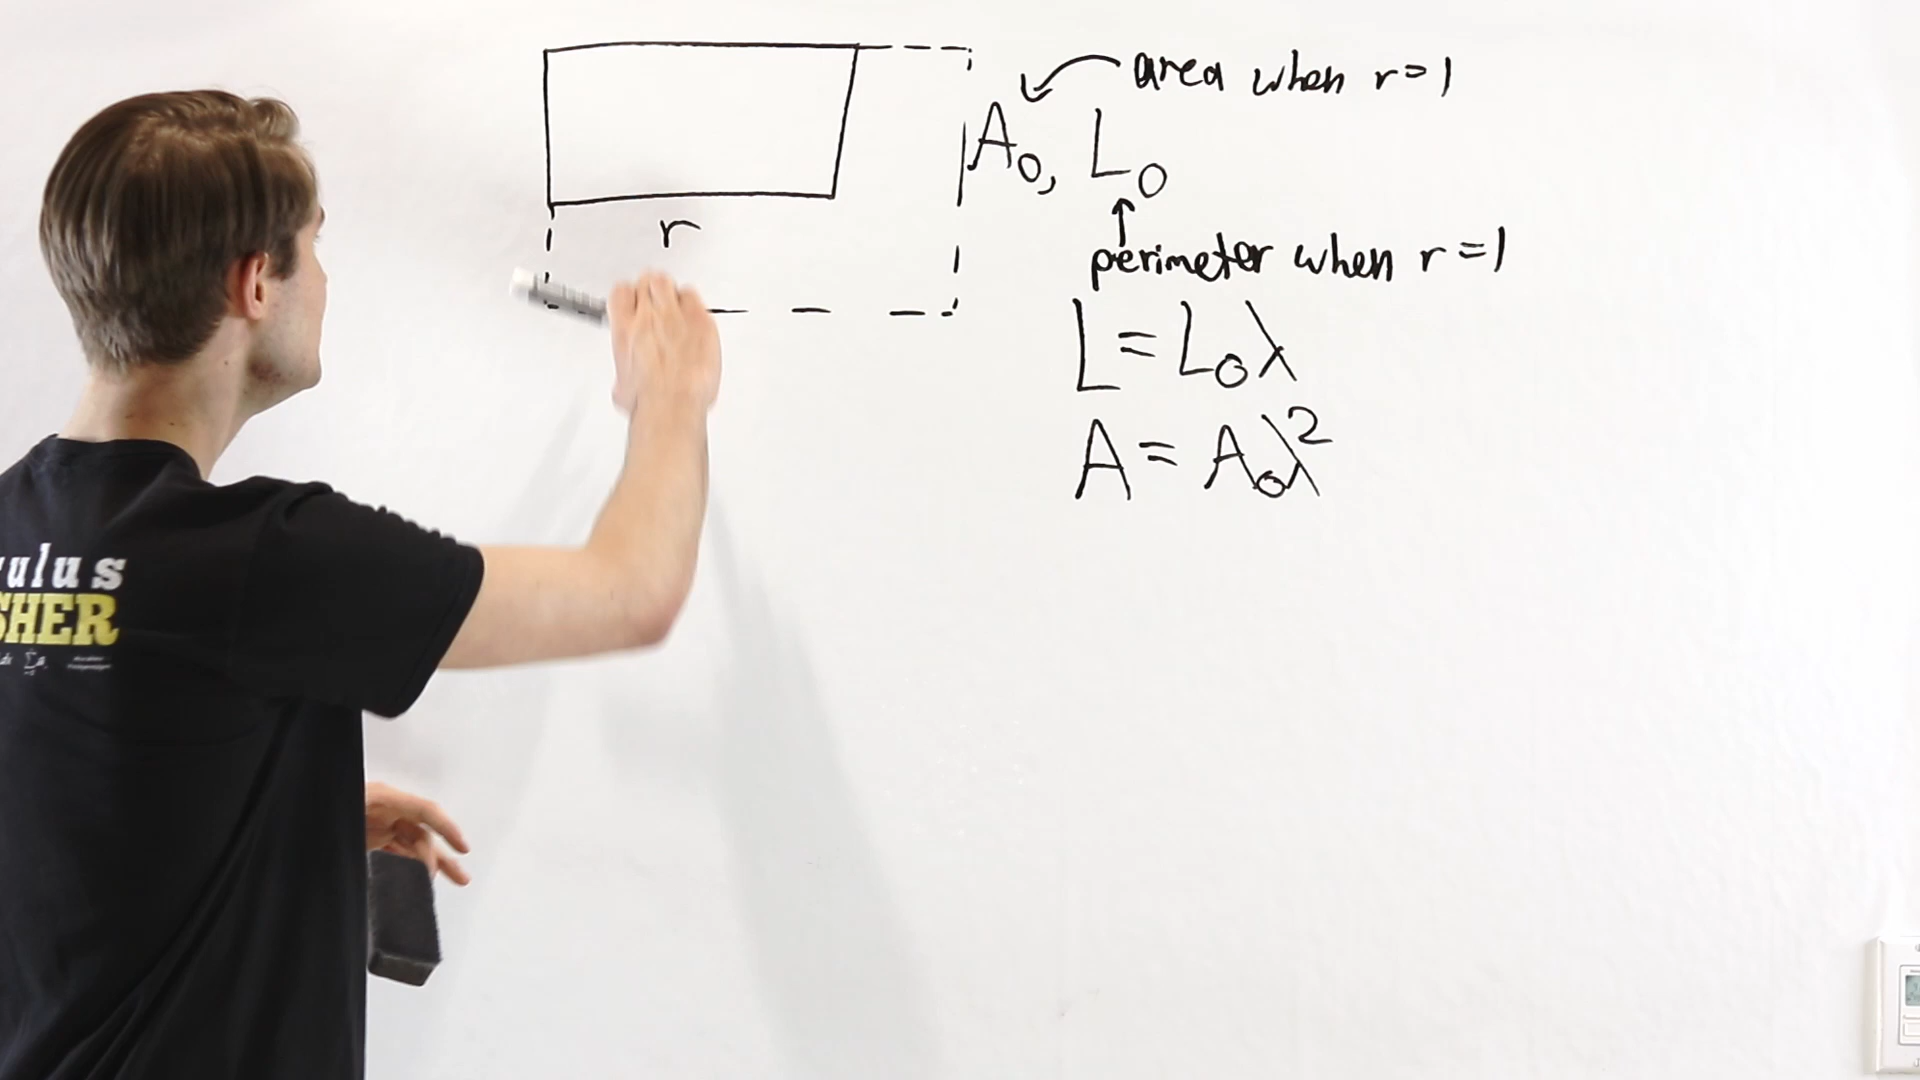 area when r=1
A₀, L₀
r
perimeter when r=1
L=L₀λ
A=A₀λ²
ulus
SHER